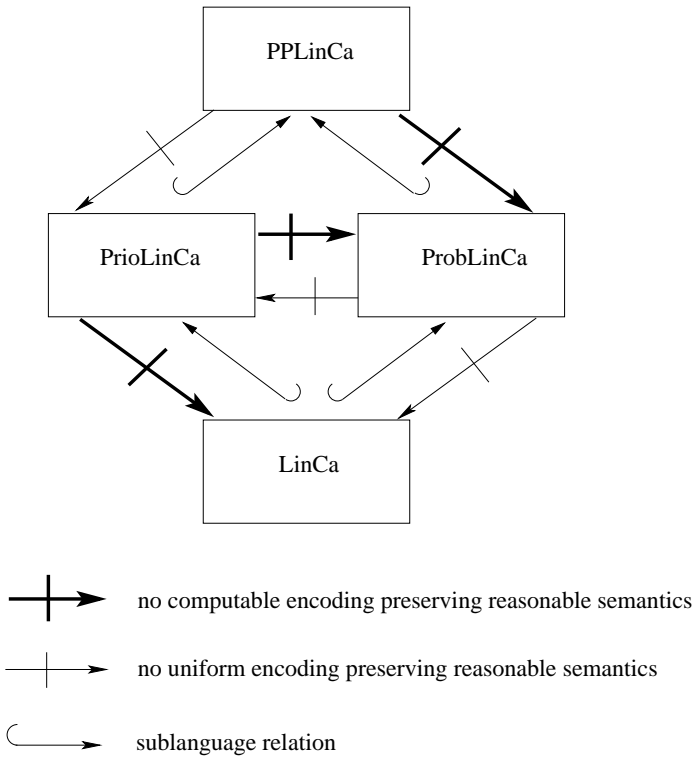 PPLinCa
PrioLinCa
ProbLinCa
LinCa
no computable encoding preserving reasonable semantics
no uniform encoding preserving reasonable semantics
sublanguage relation